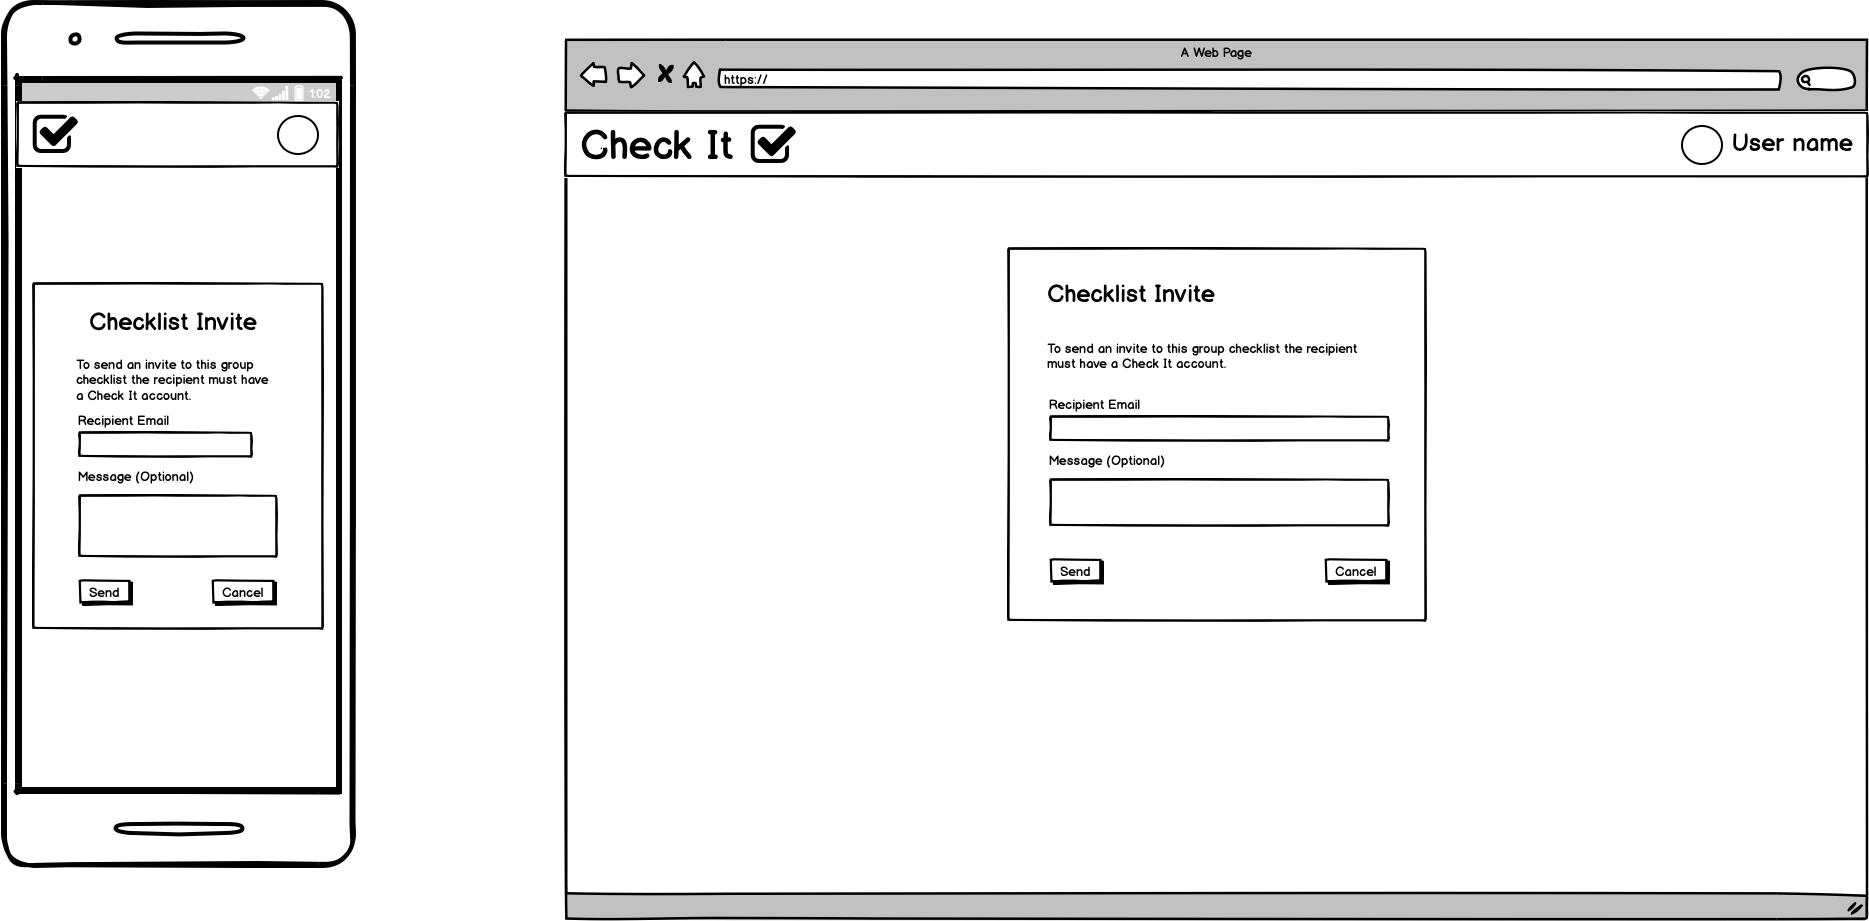 1:02
Checklist Invite
To send an invite to this group
checklist the recipient must have
a Check It account.
Recipient Email
Message (Optional)
Send
Cancel
A Web Page
https://
Check It
User name
Checklist Invite
To send an invite to this group checklist the recipient
must have a Check It account.
Recipient Email
Message (Optional)
Send
Cancel